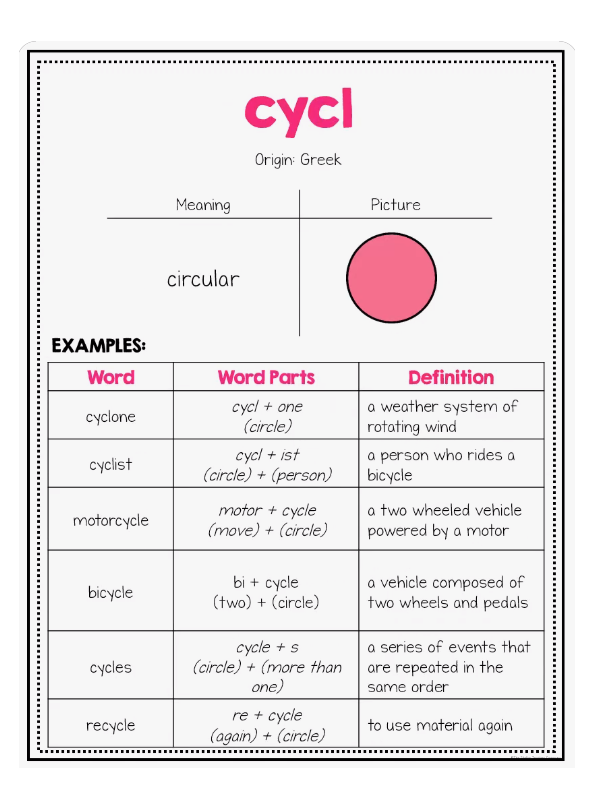 cycl
Origin: Greek
Meaning
Picture
circular
EXAMPLES:
Word
Word Parts
Definition
cyclone
cycl + one
(circle)
a weather system of
rotating wind
cyclist
cycl + ist
(circle) + (person)
a person who rides a
bicycle
motorcycle
motor + cycle
(move) + (circle)
a two wheeled vehicle
powered by a motor
bicycle
bi + cycle
(two) + (circle)
a vehicle composed of
two wheels and pedals
cycles
cycle + s
(circle) + (more than
one)
a series of events that
are repeated in the
same order
recycle
re + cycle
(again) + (circle)
to use material again